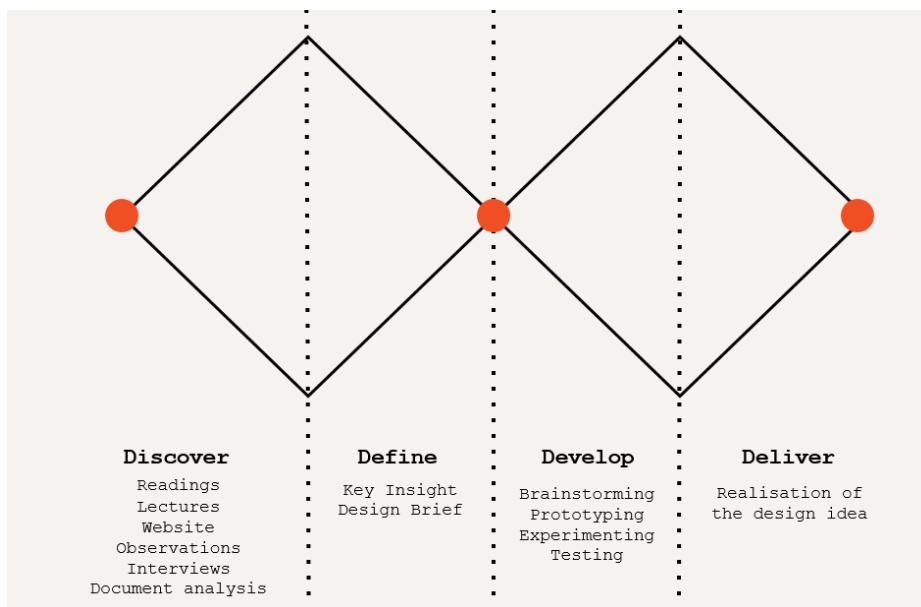 Discover
Readings
Lectures
Website
Observations
Interviews
Document analysis
Define
Key Insight
Design Brief
Develop
Brainstorming
Prototyping
Experimenting
Testing
Deliver
Realisation of
the design idea